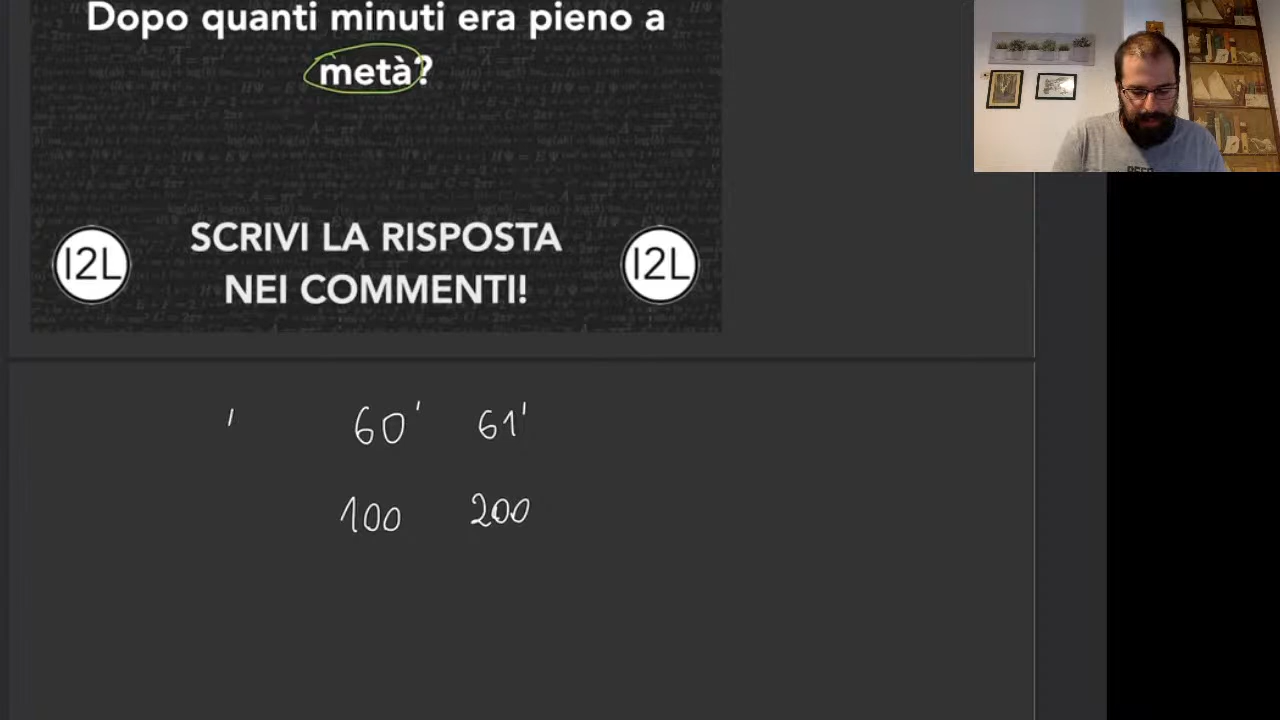 Dopo quanti minuti era pieno a
metà?
I2L SCRIVI LA RISPOSTA I2L
NEI COMMENTI!
' 60' 61'
100 200